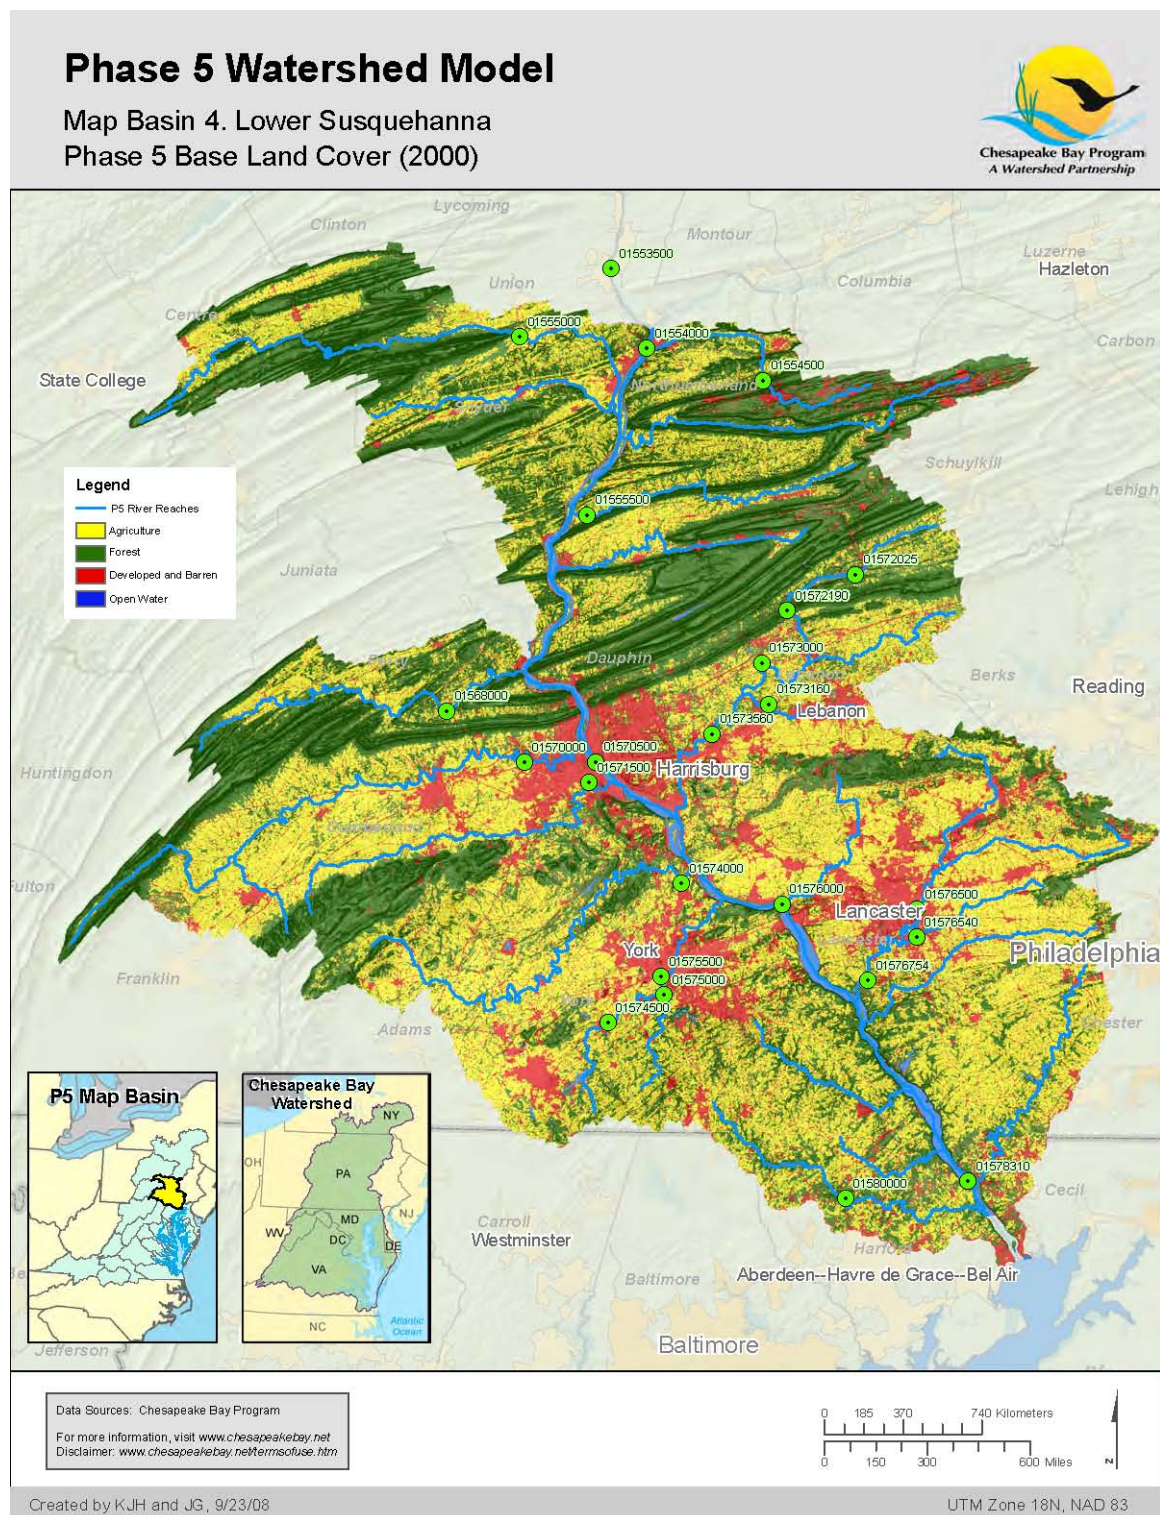 Phase 5 Watershed Model
Map Basin 4. Lower Susquehanna
Phase 5 Base Land Cover (2000)
Chesapeake Bay Program
A Watershed Partnership
Lycoming
Clinton
Montour
Luzerne
01553500
Hazleton
Union
Columbia
Centre
01555000
01554000
Carbon
State College
01554500
Northumberland
Snyder
Schuylkill
Legend
P5 River Reaches
Agriculture
Forest
Developed and Barren
Open Water
Lehigh
01555500
Juniata
01572025
01572190
01573000
Perry
Dauphin
Berks
Reading
01568000
01573160
Lebanon
01573560
01570000
01570500
01571500
Harrisburg
Huntingdon
Cumberland
01574000
Fulton
01576000
01576500
Lancaster
01576540
Lancaster
York
Philadelphia
01575500
01576754
01575000
Franklin
York
01574500
Adams
Chester
P5 Map Basin
Chesapeake Bay
Watershed
NY
OH
PA
NJ
MD
WV
DC
DE
VA
NC
Atlantic
Ocean
01578310
01580000
Cecil
Carroll
Westminster
Harford
Baltimore
Aberdeen--Havre de Grace--Bel Air
Baltimore
Jefferson
Data Sources: Chesapeake Bay Program
For more information, visit www.chesapeakebay.net
Disclaimer: www.chesapeakebay.net/termsofuse.htm
0 185 370 740 Kilometers
0 150 300 600 Miles
N
Created by KJH and JG, 9/23/08
UTM Zone 18N, NAD 83